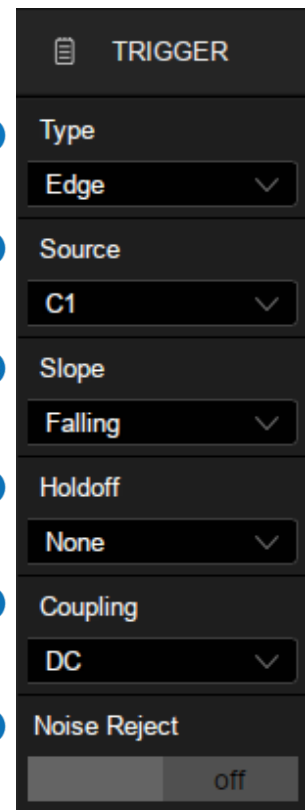 TRIGGER
Type
Edge
Source
C1
Slope
Falling
Holdoff
None
Coupling
DC
Noise Reject
off